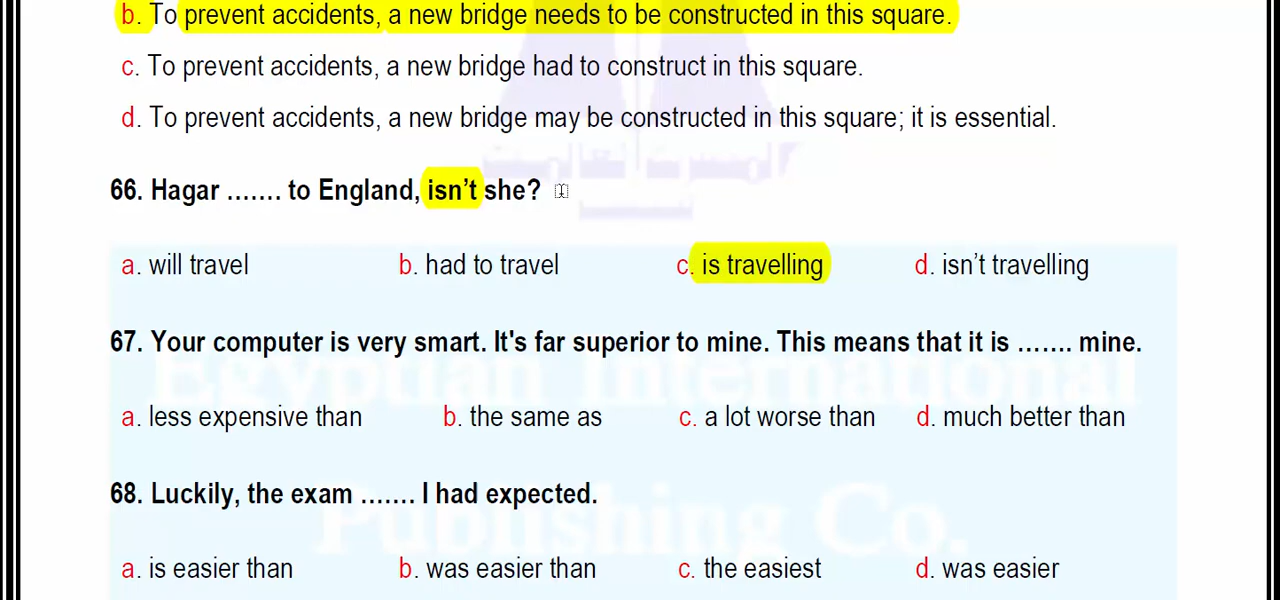 b. To prevent accidents, a new bridge needs to be constructed in this square.
c. To prevent accidents, a new bridge had to construct in this square.
d. To prevent accidents, a new bridge may be constructed in this square; it is essential.
66. Hagar ....... to England, isn't she?
a. will travel b. had to travel c. is travelling d. isn't travelling
67. Your computer is very smart. It's far superior to mine. This means that it is ....... mine.
Egyptian International
a. less expensive than b. the same as c. a lot worse than d. much better than
68. Luckily, the exam ....... I had expected.
Publishing Co.
a. is easier than b. was easier than c. the easiest d. was easier